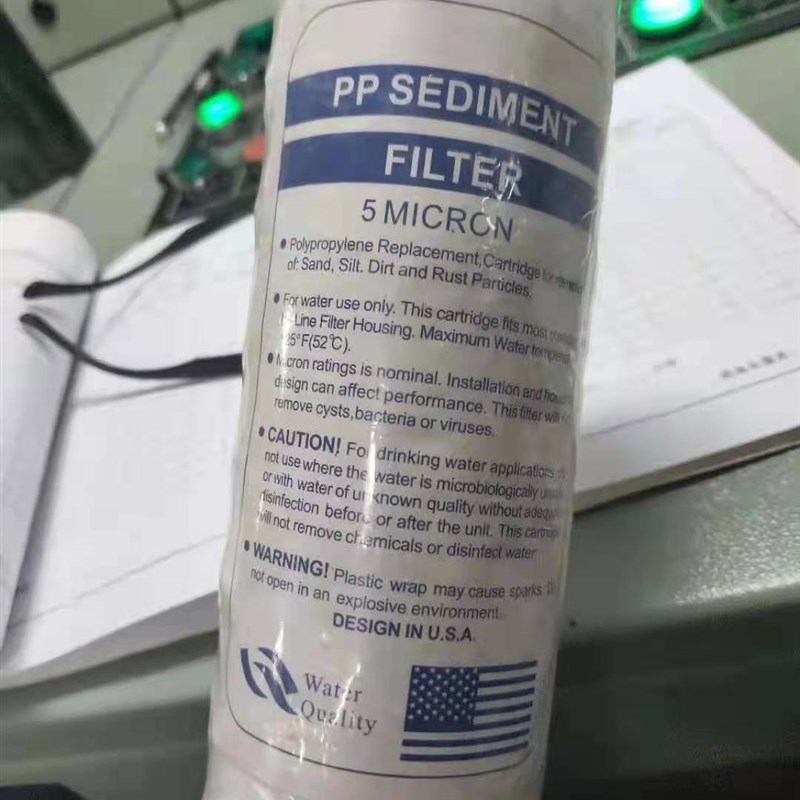 PP SEDIMENT
FILTER
5 MICRON
• Polypropylene Replacement, Cartridge for
of: Sand, Silt. Dirt and Rust Particles.
• For water use only. This cartridge fits most
Line Filter Housing. Maximum Water
25°F(52°C).
• Micron ratings is nominal. Installation and
design can affect performance. This filter will
remove cysts, bacteria or viruses.
• CAUTION! For drinking water applications,
not use where the water is microbiologically
or with water of unknown quality without
disinfection before or after the unit. This
will not remove chemicals or disinfect water
• WARNING! Plastic wrap may cause sparks.
not open in an explosive environment.
DESIGN IN U.S.A.
Water
Quality